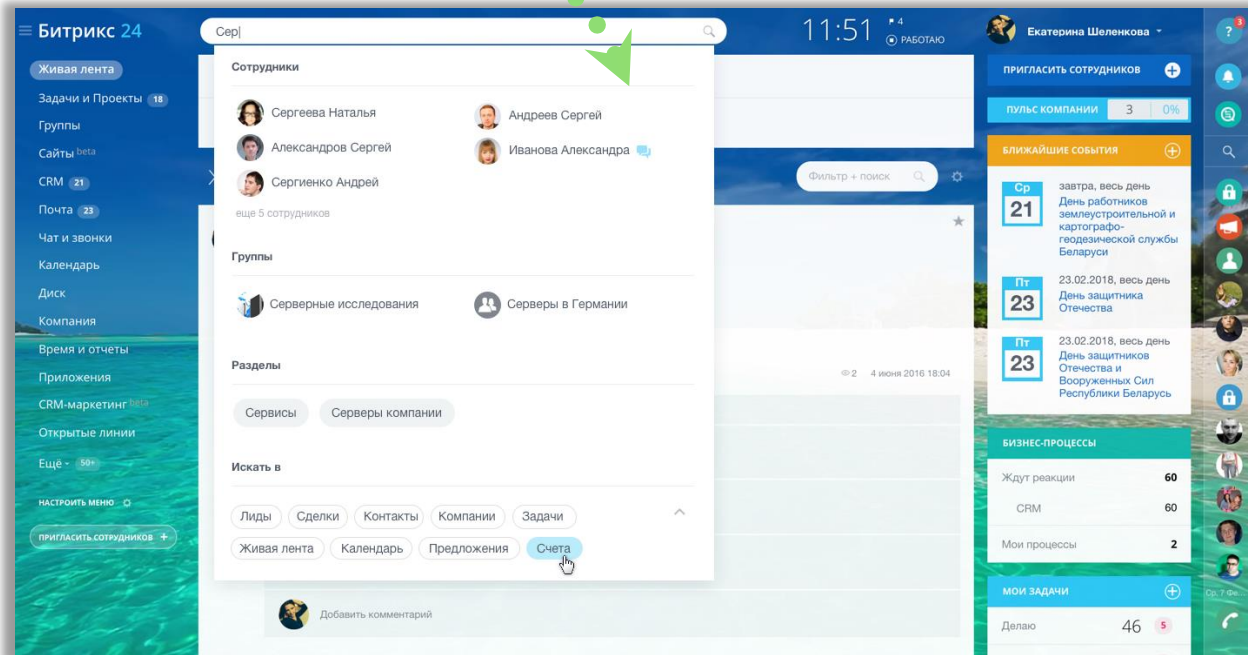 Битрикс 24
Сер
11:51
4
РАБОТАЮ
Екатерина Шеленкова
3
?
Живая лента
Задачи и Проекты 18
Группы
Сайты beta
CRM 21
Почта 23
Чат и звонки
Календарь
Диск
Компания
Время и отчеты
Приложения
CRM-маркетинг beta
Открытые линии
Ещё 50+
НАСТРОИТЬ МЕНЮ
ПРИГЛАСИТЬ СОТРУДНИКОВ +
Сотрудники
Сергеева Наталья
Андреев Сергей
Александров Сергей
Иванова Александра
Сергиенко Андрей
еще 5 сотрудников
Группы
Серверные исследования
Серверы в Германии
Разделы
Сервисы
Серверы компании
Искать в
Лиды
Сделки
Контакты
Компании
Задачи
Живая лента
Календарь
Предложения
Счета
Фильтр + поиск
2 4 июня 2016 18:04
Добавить комментарий
ПРИГЛАСИТЬ СОТРУДНИКОВ
ПУЛЬС КОМПАНИИ 3 0%
БЛИЖАЙШИЕ СОБЫТИЯ
Ср
21
завтра, весь день
День работников
землеустроительной и
картографо-
геодезической службы
Беларуси
Пт
23
23.02.2018, весь день
День защитника
Отечества
Пт
23
23.02.2018, весь день
День защитников
Отечества и
Вооруженных Сил
Республики Беларусь
БИЗНЕС-ПРОЦЕССЫ
Ждут реакции 60
CRM 60
Мои процессы 2
МОИ ЗАДАЧИ
Делаю 46 5
Ср, 7 Фе